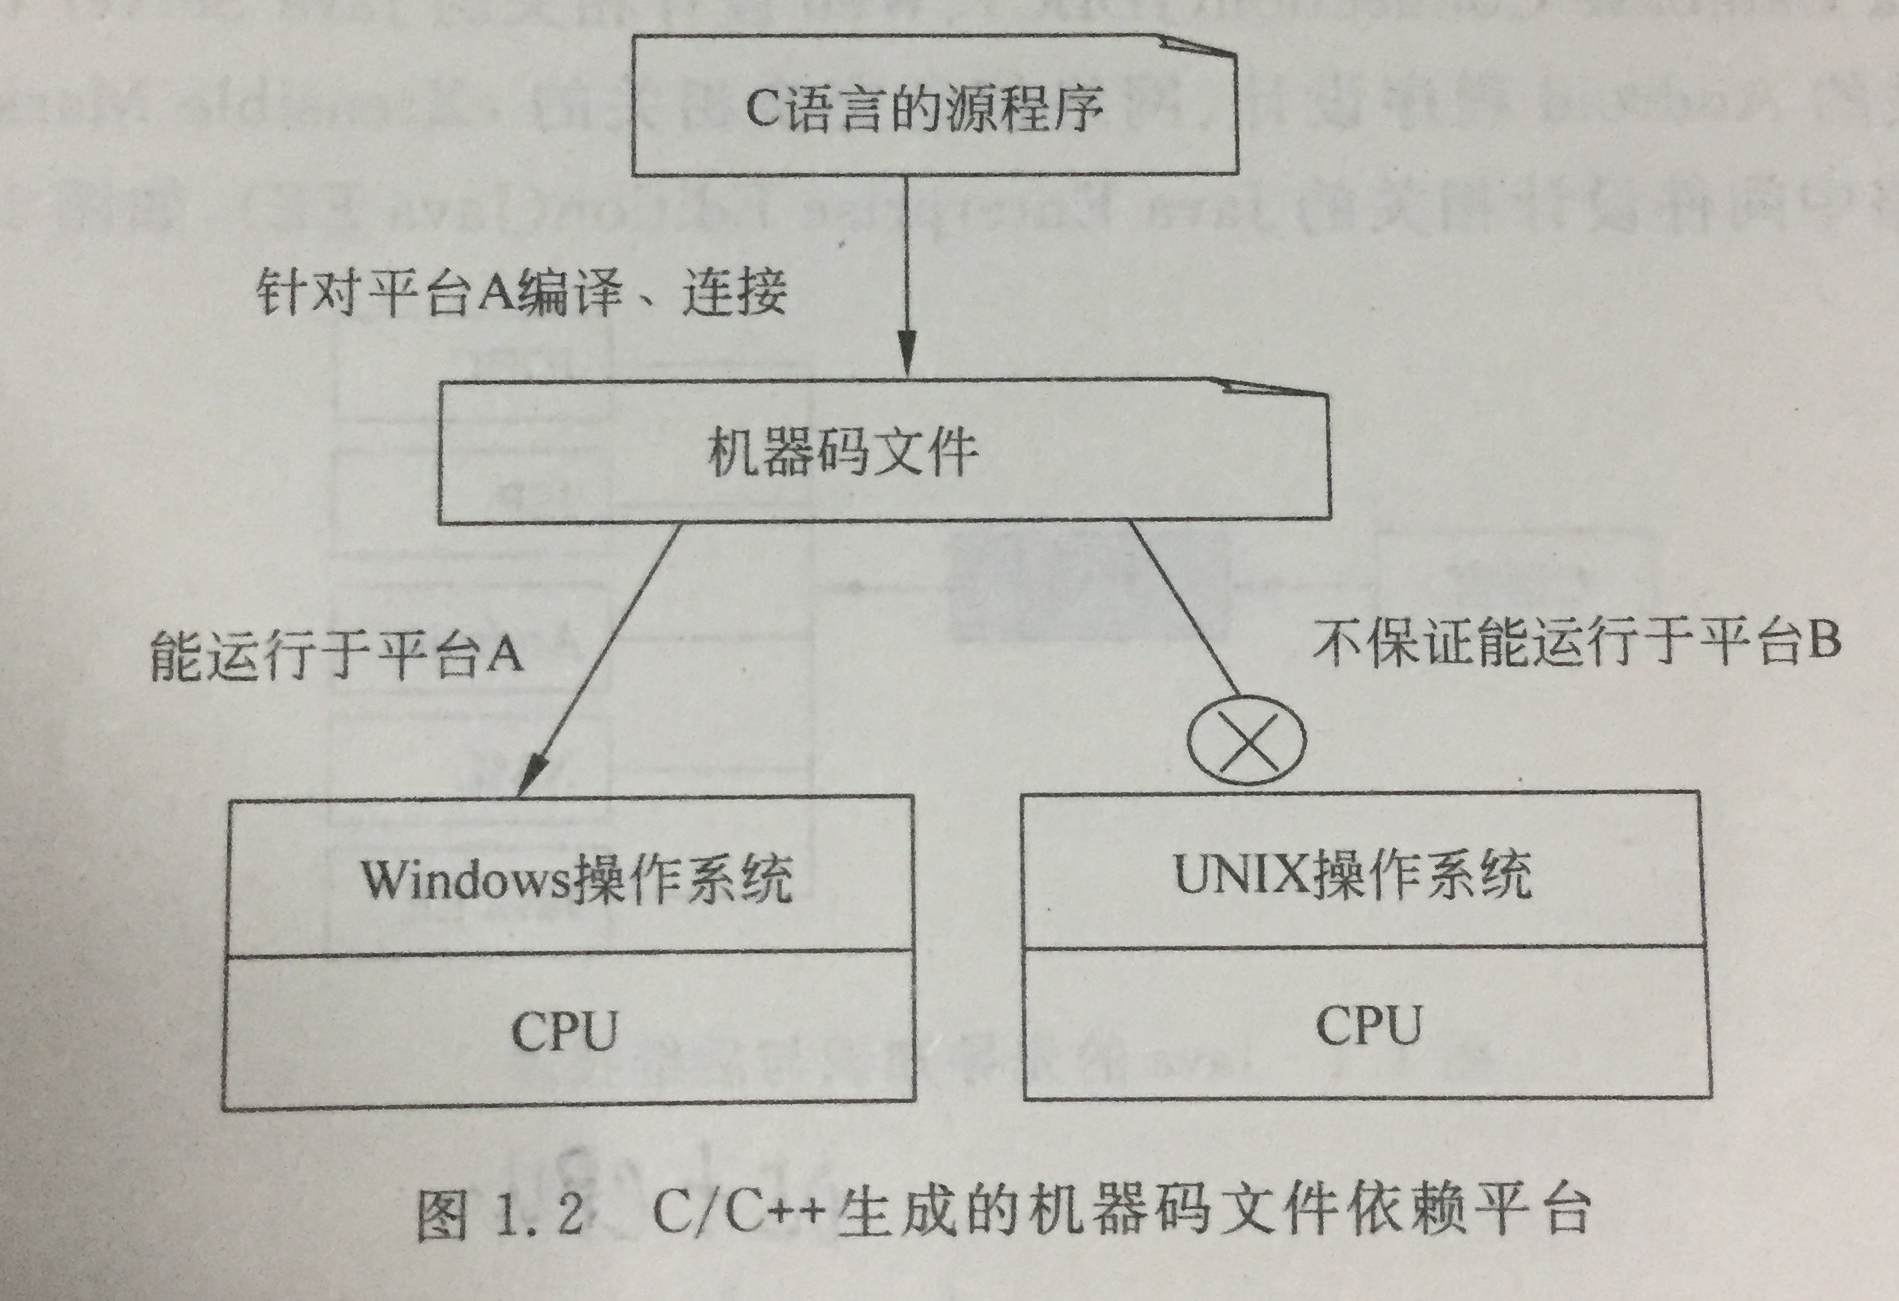 C语言的源程序
针对平台A编译、连接
机器码文件
能运行于平台A
不保证能运行于平台B
Windows操作系统
UNIX操作系统
CPU
CPU
图 1.2 C/C++生成的机器码文件依赖平台